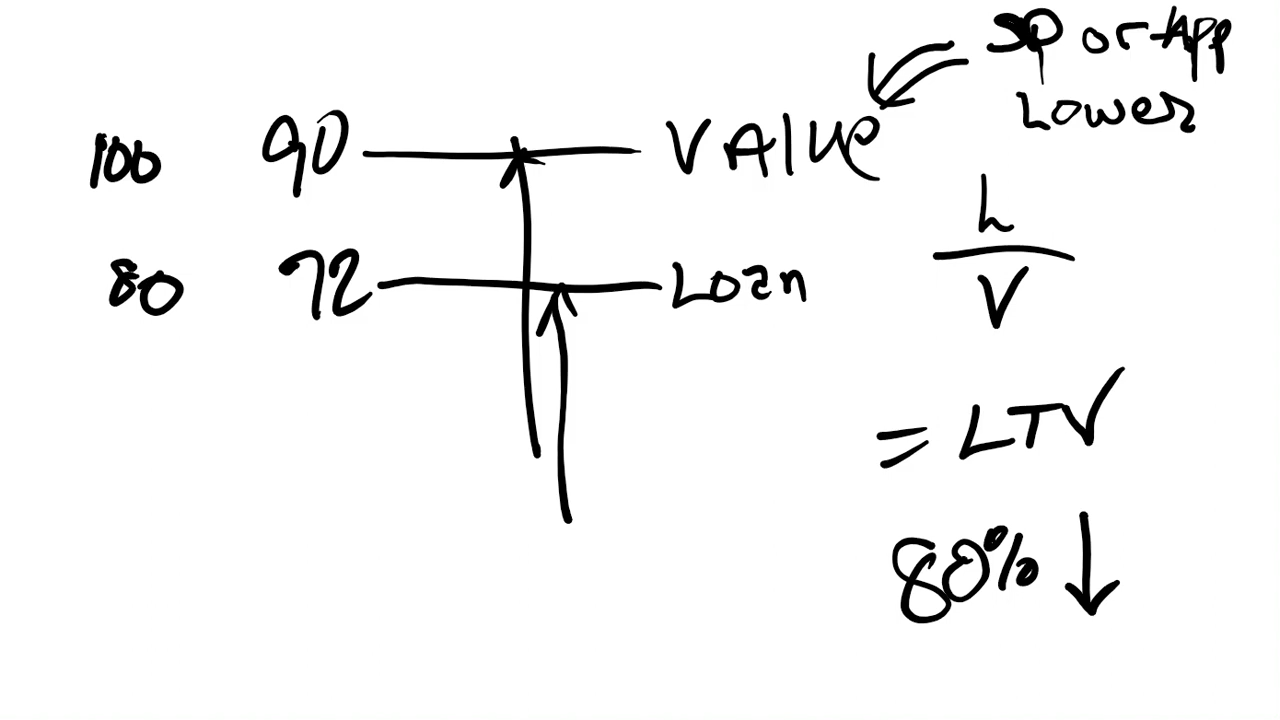 SP or App
Lower
100 90 VALUE
80 72 Loan
L
V
= LTV
80%